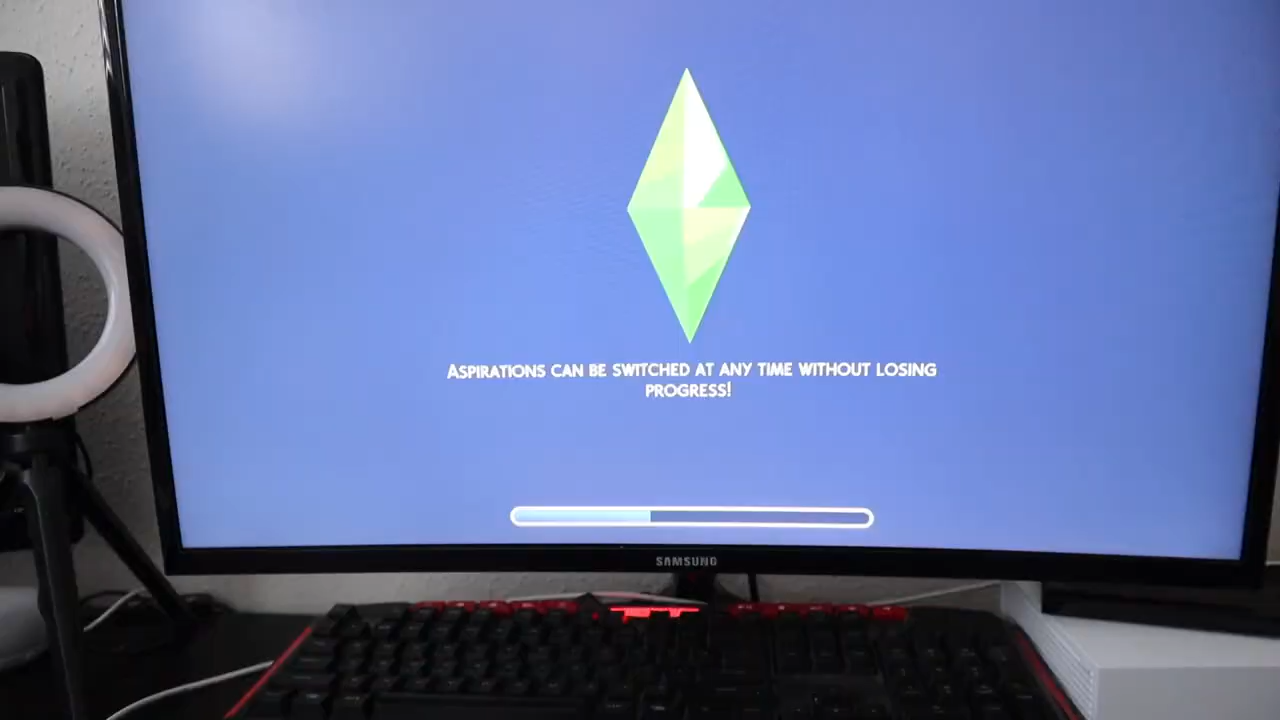 Aspirations can be switched at any time without losing
progress!
SAMSUNG